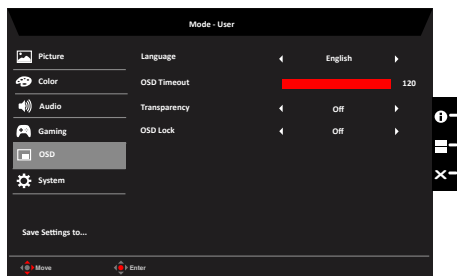 Mode - User
Picture
Language English
Color
OSD Timeout 120
Audio
Transparency Off
Gaming
OSD Lock Off
OSD
System
Save Settings to...
Move Enter